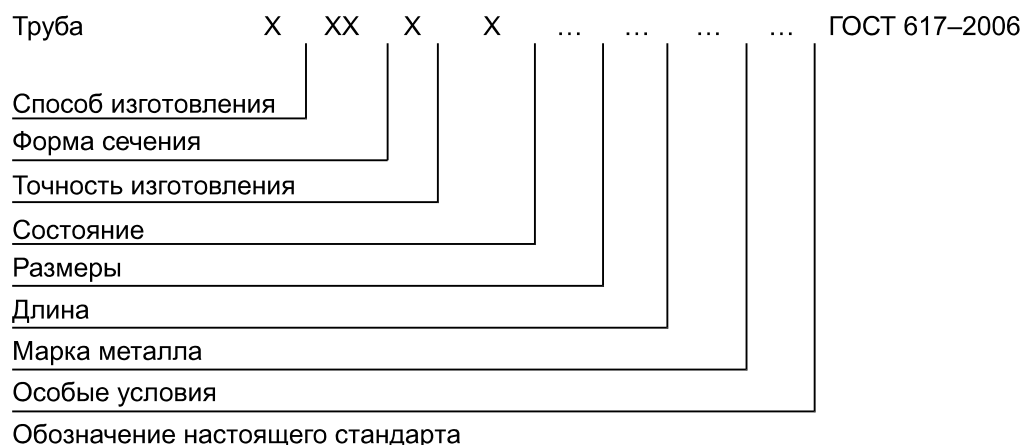 Труба X XX X X ... ... ... ... ГОСТ 617–2006
Способ изготовления
Форма сечения
Точность изготовления
Состояние
Размеры
Длина
Марка металла
Особые условия
Обозначение настоящего стандарта